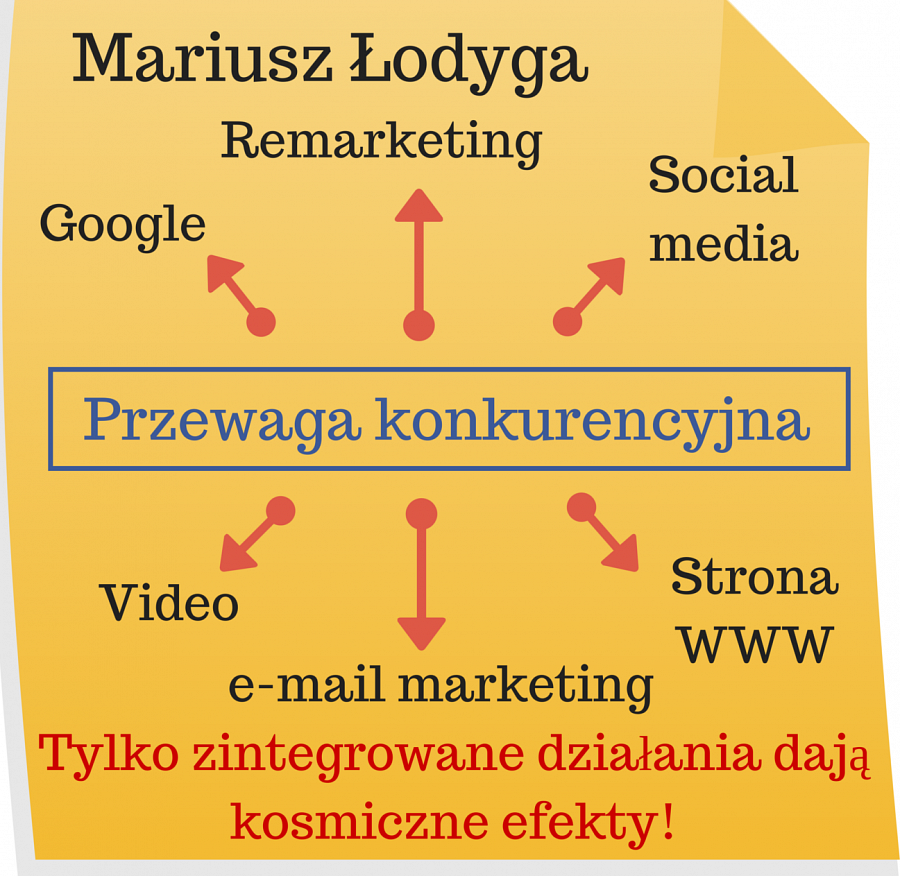 Mariusz Łodyga
Remarketing
Google
Social
media
Przewaga konkurencyjna
Video
Strona
WWW
e-mail marketing
Tylko zintegrowane działania dają
kosmiczne efekty!